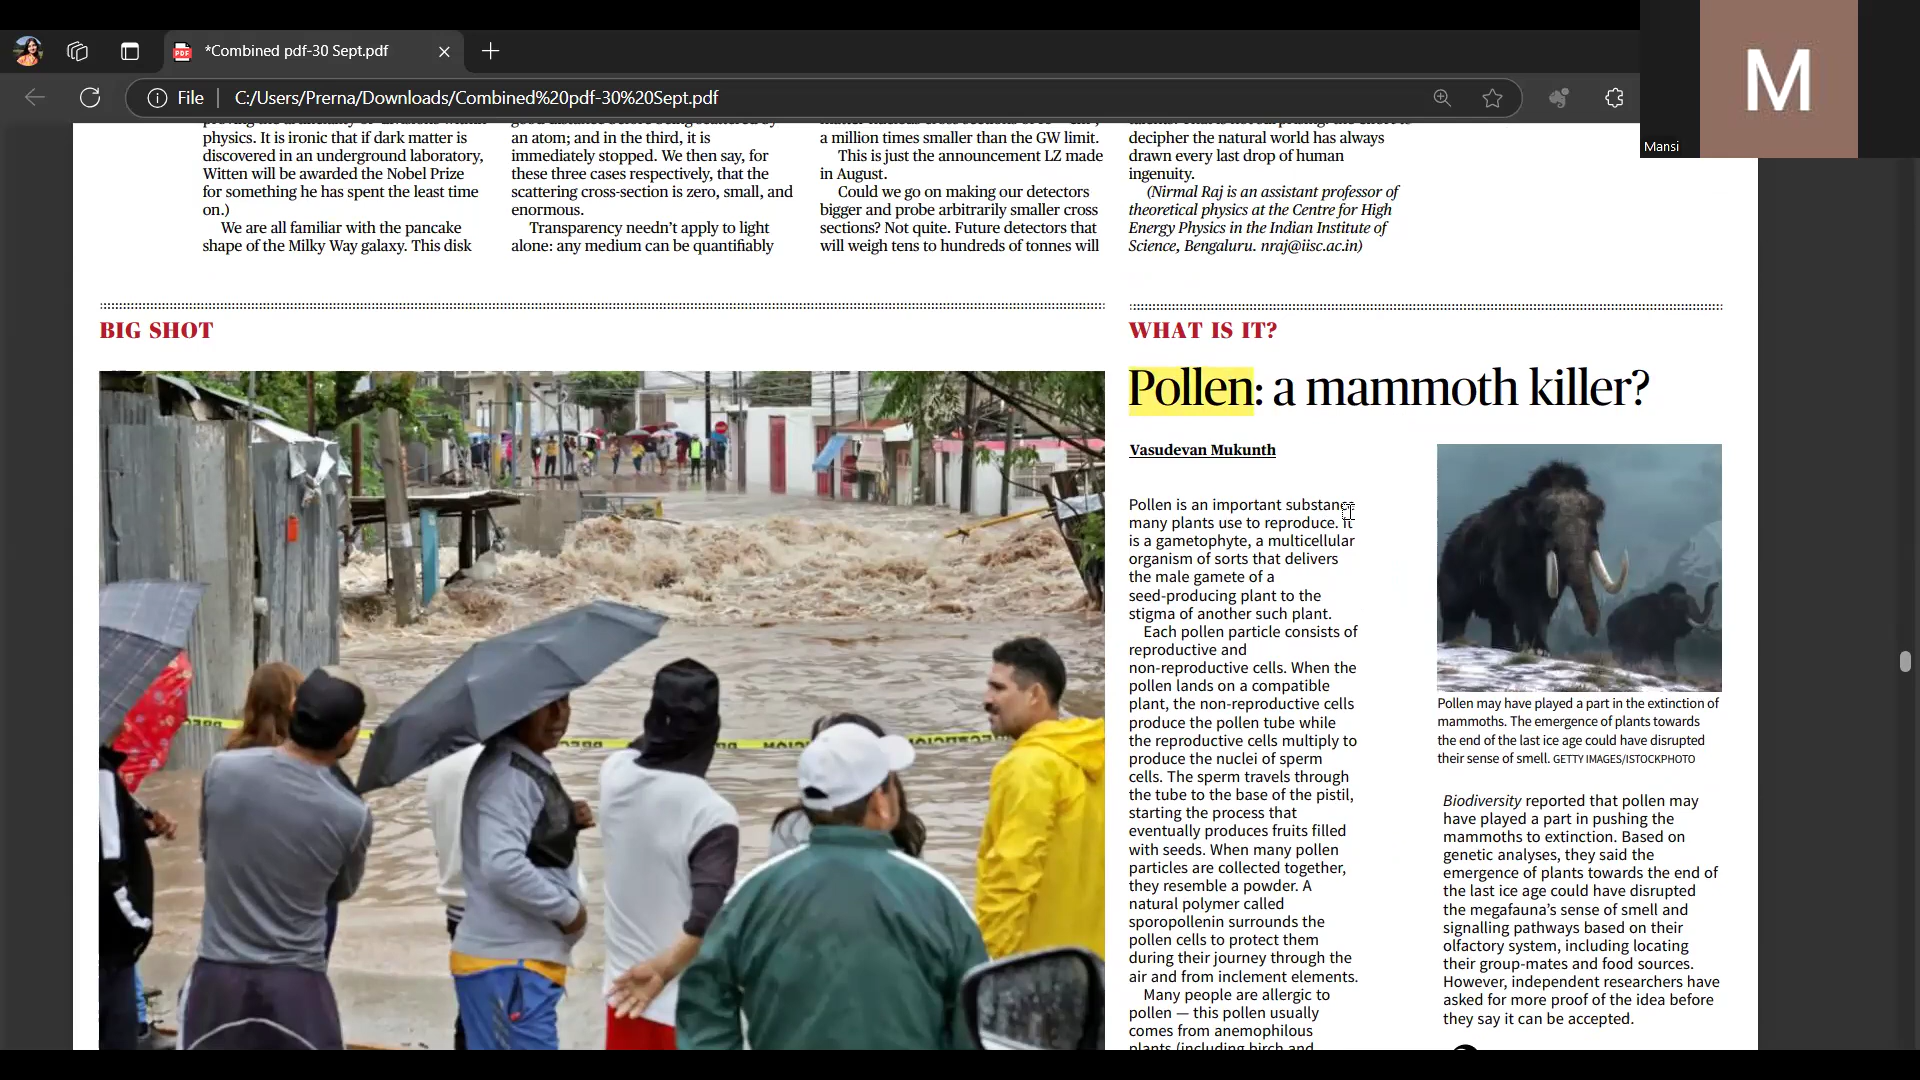 *Combined pdf-30 Sept.pdf
File
C:/Users/Prerna/Downloads/Combined%20pdf-30%20Sept.pdf
M
Mansi
physics. It is ironic that if dark matter is
discovered in an underground laboratory,
Witten will be awarded the Nobel Prize
for something he has spent the least time
on.)
We are all familiar with the pancake
shape of the Milky Way galaxy. This disk
an atom; and in the third, it is
immediately stopped. We then say, for
these three cases respectively, that the
scattering cross-section is zero, small, and
enormous.
Transparency needn't apply to light
alone: any medium can be quantifiably
a million times smaller than the GW limit.
This is just the announcement LZ made
in August.
Could we go on making our detectors
bigger and probe arbitrarily smaller cross
sections? Not quite. Future detectors that
will weigh tens to hundreds of tonnes will
decipher the natural world has always
drawn every last drop of human
ingenuity.
(Nirmal Raj is an assistant professor of
theoretical physics at the Centre for High
Energy Physics in the Indian Institute of
Science, Bengaluru. nraj@iisc.ac.in)
BIG SHOT
WHAT IS IT?
Pollen: a mammoth killer?
Vasudevan Mukunth
Pollen is an important substance
many plants use to reproduce. It
is a gametophyte, a multicellular
organism of sorts that delivers
the male gamete of a
seed-producing plant to the
stigma of another such plant.
Each pollen particle consists of
reproductive and
non-reproductive cells. When the
pollen lands on a compatible
plant, the non-reproductive cells
produce the pollen tube while
the reproductive cells multiply to
produce the nuclei of sperm
cells. The sperm travels through
the tube to the base of the pistil,
starting the process that
eventually produces fruits filled
with seeds. When many pollen
particles are collected together,
they resemble a powder. A
natural polymer called
sporopollenin surrounds the
pollen cells to protect them
during their journey through the
air and from inclement elements.
Many people are allergic to
pollen — this pollen usually
comes from anemophilous
plants (including birch and
Pollen may have played a part in the extinction of
mammoths. The emergence of plants towards
the end of the last ice age could have disrupted
their sense of smell. GETTY IMAGES/ISTOCKPHOTO
Biodiversity reported that pollen may
have played a part in pushing the
mammoths to extinction. Based on
genetic analyses, they said the
emergence of plants towards the end of
the last ice age could have disrupted
the megafauna's sense of smell and
signalling pathways based on their
olfactory system, including locating
their group-mates and food sources.
However, independent researchers have
asked for more proof of the idea before
they say it can be accepted.